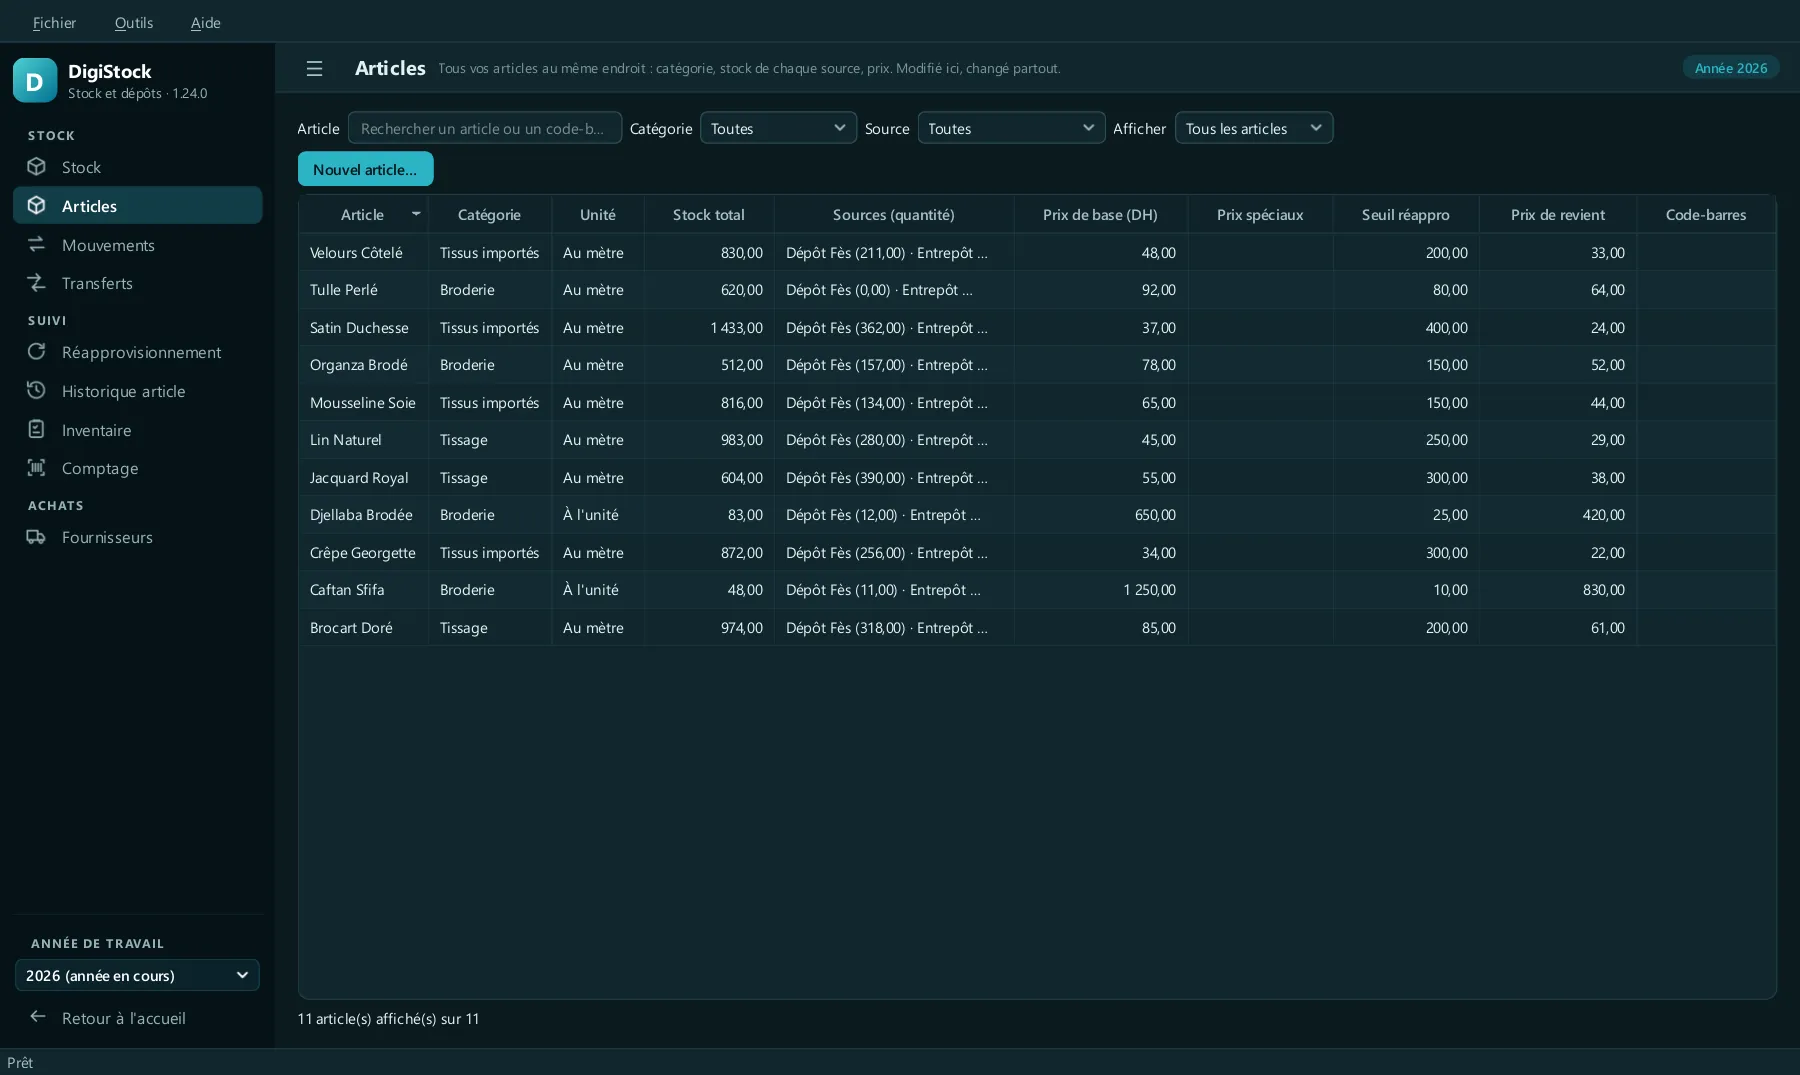 Fichier Outils Aide
DigiStock
Stock et dépôts · 1.24.0
STOCK
Stock
Articles
Mouvements
Transferts
SUIVI
Réapprovisionnement
Historique article
Inventaire
Comptage
ACHATS
Fournisseurs
ANNÉE DE TRAVAIL
2026 (année en cours)
Retour à l'accueil
Prêt
Articles Tous vos articles au même endroit : catégorie, stock de chaque source, prix. Modifié ici, changé partout. Année 2026
Article Rechercher un article ou un code-b... Catégorie Toutes Source Toutes Afficher Tous les articles
Nouvel article...
Article Catégorie Unité Stock total Sources (quantité) Prix de base (DH) Prix spéciaux Seuil réappro Prix de revient Code-barres
Velours Côtelé Tissus importés Au mètre 830,00 Dépôt Fès (211,00) · Entrepôt ... 48,00 200,00 33,00
Tulle Perlé Broderie Au mètre 620,00 Dépôt Fès (0,00) · Entrepôt ... 92,00 80,00 64,00
Satin Duchesse Tissus importés Au mètre 1 433,00 Dépôt Fès (362,00) · Entrepôt ... 37,00 400,00 24,00
Organza Brodé Broderie Au mètre 512,00 Dépôt Fès (157,00) · Entrepôt ... 78,00 150,00 52,00
Mousseline Soie Tissus importés Au mètre 816,00 Dépôt Fès (134,00) · Entrepôt ... 65,00 150,00 44,00
Lin Naturel Tissage Au mètre 983,00 Dépôt Fès (280,00) · Entrepôt ... 45,00 250,00 29,00
Jacquard Royal Tissage Au mètre 604,00 Dépôt Fès (390,00) · Entrepôt ... 55,00 300,00 38,00
Djellaba Brodée Broderie À l'unité 83,00 Dépôt Fès (12,00) · Entrepôt ... 650,00 25,00 420,00
Crêpe Georgette Tissus importés Au mètre 872,00 Dépôt Fès (256,00) · Entrepôt ... 34,00 300,00 22,00
Caftan Sfifa Broderie À l'unité 48,00 Dépôt Fès (11,00) · Entrepôt ... 1 250,00 10,00 830,00
Brocart Doré Tissage Au mètre 974,00 Dépôt Fès (318,00) · Entrepôt ... 85,00 200,00 61,00
11 article(s) affiché(s) sur 11